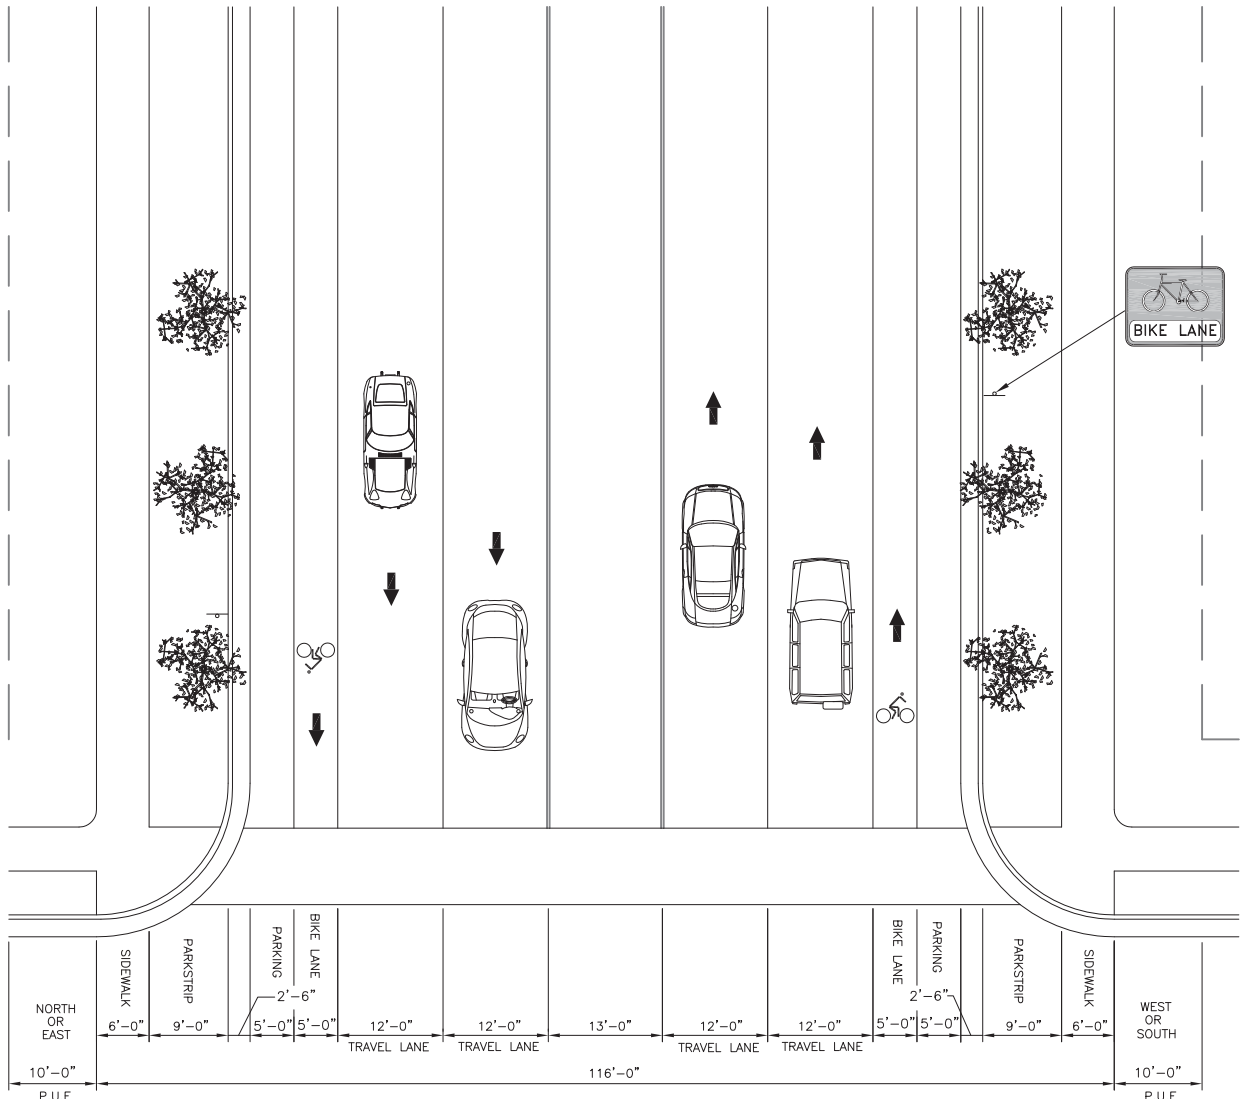 BIKE LANE
SIDEWALK
PARKSTRIP
PARKING
BIKE LANE
BIKE LANE
PARKING
PARKSTRIP
SIDEWALK
NORTH
OR
EAST
WEST
OR
SOUTH
2'-6"
2'-6"
6'-0" 9'-0" 5'-0" 5'-0" 12'-0" 12'-0" 13'-0" 12'-0" 12'-0" 5'-0" 5'-0" 9'-0" 6'-0"
TRAVEL LANE TRAVEL LANE TRAVEL LANE TRAVEL LANE
10'-0" 116'-0" 10'-0"
P.U.E. P.U.E.